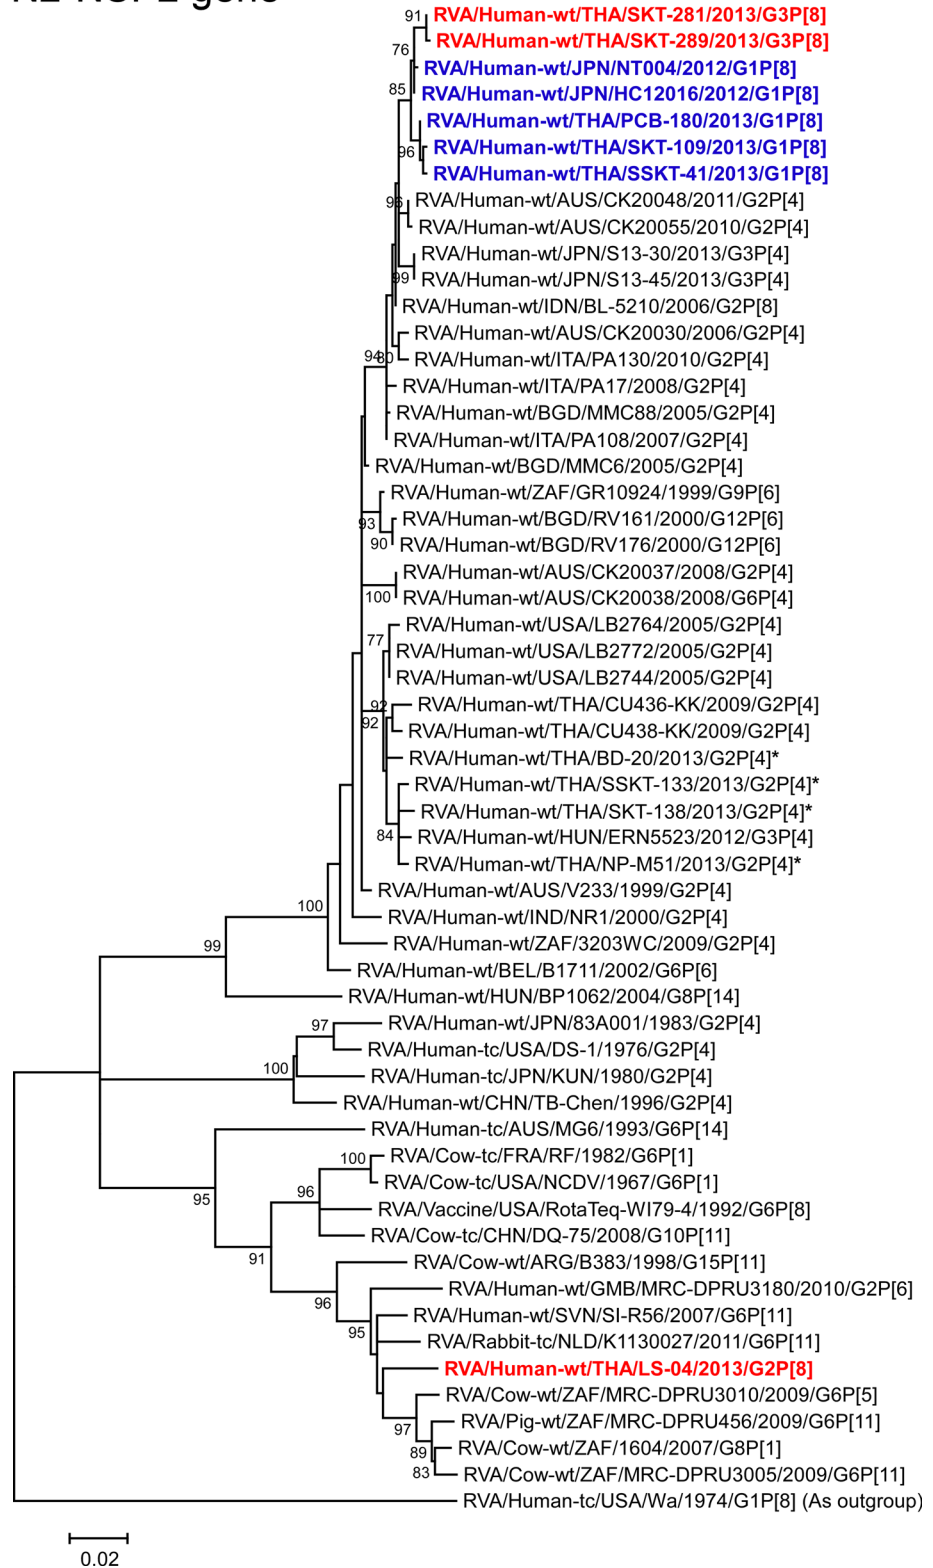 91
RVA/Human-wt/THA/SKT-281/2013/G3P[8]
RVA/Human-wt/THA/SKT-289/2013/G3P[8]
76
RVA/Human-wt/JPN/NT004/2012/G1P[8]
85
RVA/Human-wt/JPN/HC12016/2012/G1P[8]
RVA/Human-wt/THA/PCB-180/2013/G1P[8]
96
RVA/Human-wt/THA/SKT-109/2013/G1P[8]
RVA/Human-wt/THA/SSKT-41/2013/G1P[8]
RVA/Human-wt/AUS/CK20048/2011/G2P[4]
RVA/Human-wt/AUS/CK20055/2010/G2P[4]
RVA/Human-wt/JPN/S13-30/2013/G3P[4]
99
RVA/Human-wt/JPN/S13-45/2013/G3P[4]
RVA/Human-wt/IDN/BL-5210/2006/G2P[8]
RVA/Human-wt/AUS/CK20030/2006/G2P[4]
94
80
RVA/Human-wt/ITA/PA130/2010/G2P[4]
RVA/Human-wt/ITA/PA17/2008/G2P[4]
RVA/Human-wt/BGD/MMC88/2005/G2P[4]
RVA/Human-wt/ITA/PA108/2007/G2P[4]
RVA/Human-wt/BGD/MMC6/2005/G2P[4]
RVA/Human-wt/ZAF/GR10924/1999/G9P[6]
93
RVA/Human-wt/BGD/RV161/2000/G12P[6]
90
RVA/Human-wt/BGD/RV176/2000/G12P[6]
RVA/Human-wt/AUS/CK20037/2008/G2P[4]
100
RVA/Human-wt/AUS/CK20038/2008/G6P[4]
RVA/Human-wt/USA/LB2764/2005/G2P[4]
77
RVA/Human-wt/USA/LB2772/2005/G2P[4]
RVA/Human-wt/USA/LB2744/2005/G2P[4]
92
RVA/Human-wt/THA/CU436-KK/2009/G2P[4]
92
RVA/Human-wt/THA/CU438-KK/2009/G2P[4]
RVA/Human-wt/THA/BD-20/2013/G2P[4]*
RVA/Human-wt/THA/SSKT-133/2013/G2P[4]*
RVA/Human-wt/THA/SKT-138/2013/G2P[4]*
84
RVA/Human-wt/HUN/ERN5523/2012/G3P[4]
RVA/Human-wt/THA/NP-M51/2013/G2P[4]*
RVA/Human-wt/AUS/V233/1999/G2P[4]
100
RVA/Human-wt/IND/NR1/2000/G2P[4]
99
RVA/Human-wt/ZAF/3203WC/2009/G2P[4]
RVA/Human-wt/BEL/B1711/2002/G6P[6]
RVA/Human-wt/HUN/BP1062/2004/G8P[14]
97
RVA/Human-wt/JPN/83A001/1983/G2P[4]
RVA/Human-tc/USA/DS-1/1976/G2P[4]
100
RVA/Human-tc/JPN/KUN/1980/G2P[4]
RVA/Human-wt/CHN/TB-Chen/1996/G2P[4]
RVA/Human-tc/AUS/MG6/1993/G6P[14]
100
RVA/Cow-tc/FRA/RF/1982/G6P[1]
RVA/Cow-tc/USA/NCDV/1967/G6P[1]
95
96
RVA/Vaccine/USA/RotaTeq-WI79-4/1992/G6P[8]
RVA/Cow-tc/CHN/DQ-75/2008/G10P[11]
91
RVA/Cow-wt/ARG/B383/1998/G15P[11]
RVA/Human-wt/GMB/MRC-DPRU3180/2010/G2P[6]
96
RVA/Human-wt/SVN/SI-R56/2007/G6P[11]
95
RVA/Rabbit-tc/NLD/K1130027/2011/G6P[11]
RVA/Human-wt/THA/LS-04/2013/G2P[8]
RVA/Cow-wt/ZAF/MRC-DPRU3010/2009/G6P[5]
97
RVA/Pig-wt/ZAF/MRC-DPRU456/2009/G6P[11]
89
RVA/Cow-wt/ZAF/1604/2007/G8P[1]
83
RVA/Cow-wt/ZAF/MRC-DPRU3005/2009/G6P[11]
RVA/Human-tc/USA/Wa/1974/G1P[8] (As outgroup)
0.02